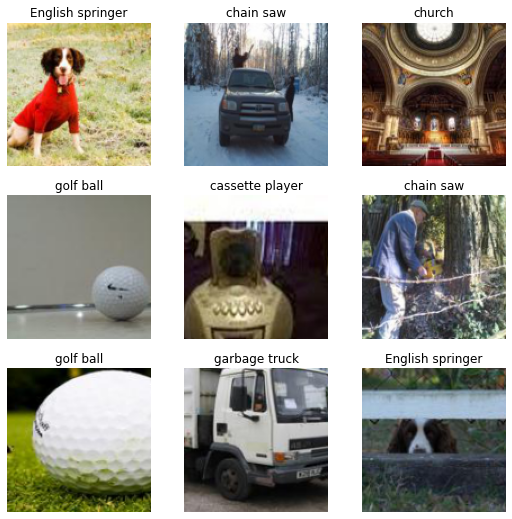 English springer
chain saw
church
golf ball
cassette player
chain saw
golf ball
garbage truck
English springer